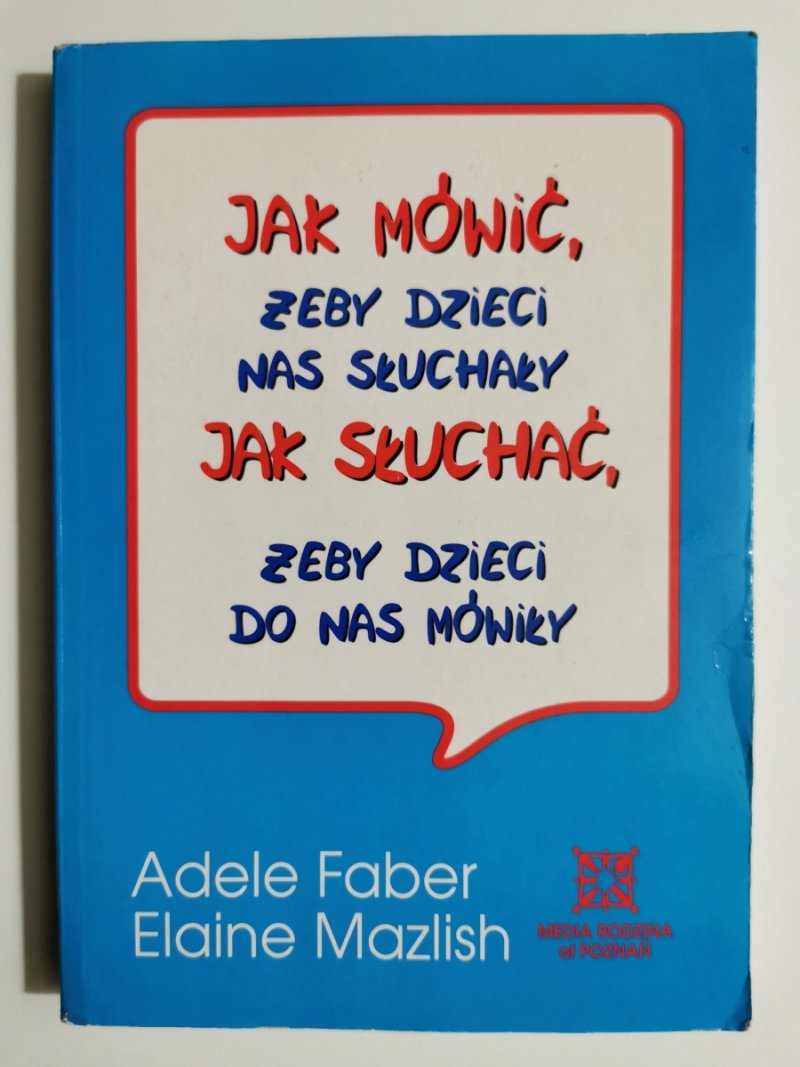 JAK MÓWIĆ,
ŻEBY DZIECI
NAS SŁUCHAŁY
JAK SŁUCHAĆ,
ŻEBY DZIECI
DO NAS MÓWIŁY
Adele Faber
Elaine Mazlish
MEDIA RODZINA
of POZNAŃ